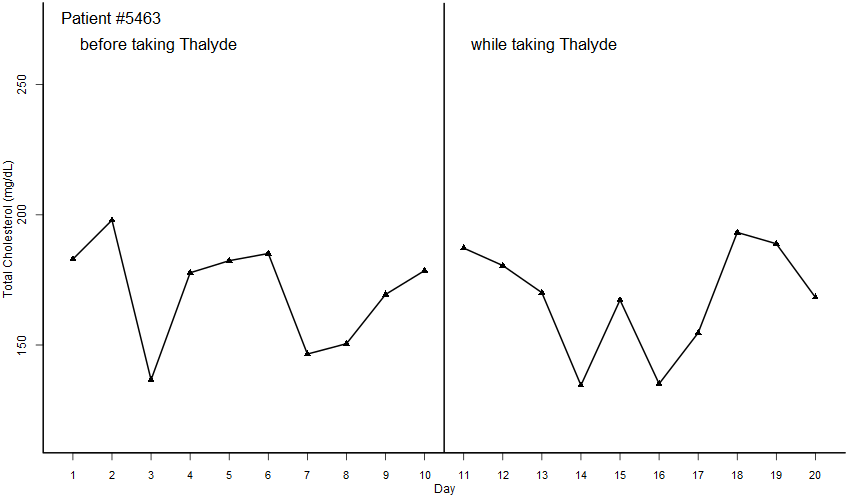 Patient #5463
before taking Thalyde
while taking Thalyde
Total Cholesterol (mg/dL)
250
200
150
1 2 3 4 5 6 7 8 9 10 11 12 13 14 15 16 17 18 19 20
Day